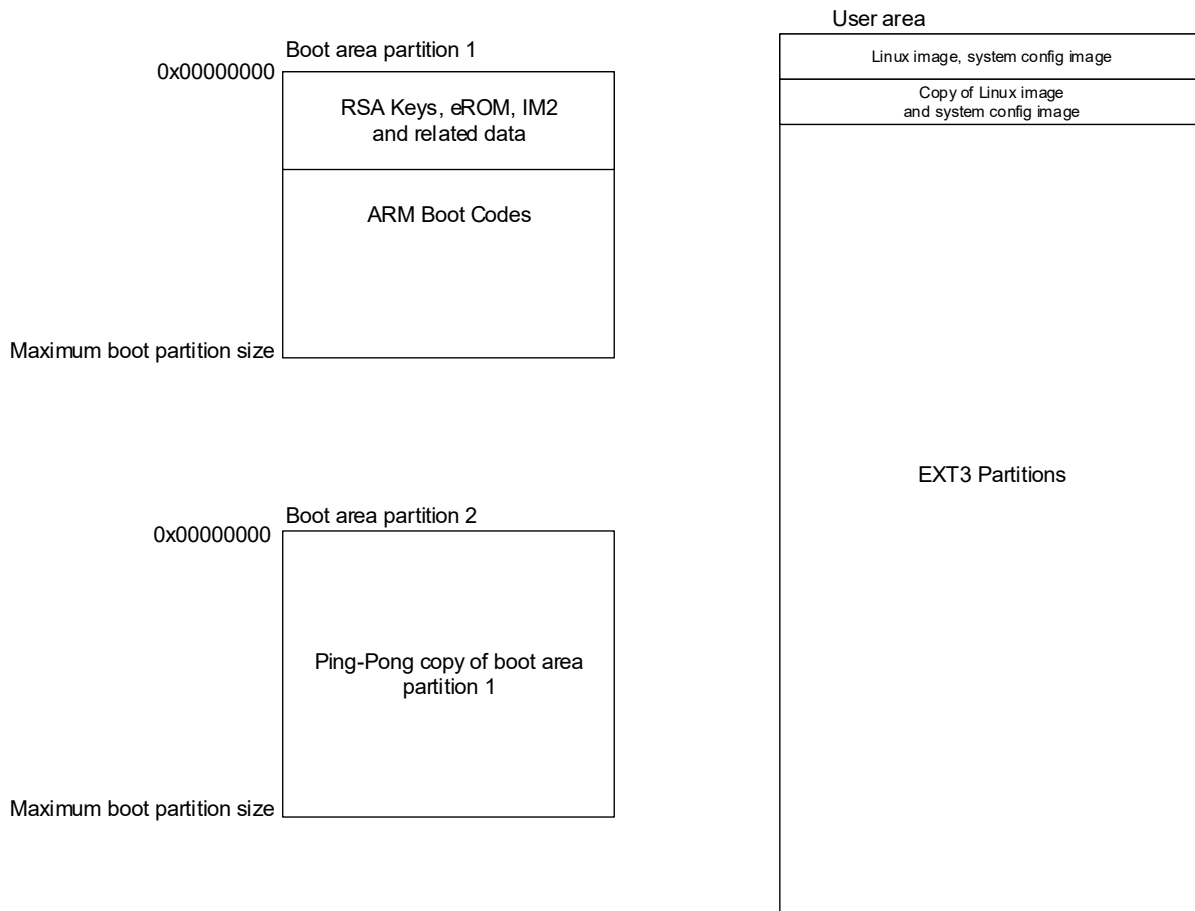 Boot area partition 1
0x00000000
RSA Keys, eROM, IM2
and related data
ARM Boot Codes
Maximum boot partition size
Boot area partition 2
0x00000000
Ping-Pong copy of boot area
partition 1
Maximum boot partition size
User area
Linux image, system config image
Copy of Linux image
and system config image
EXT3 Partitions